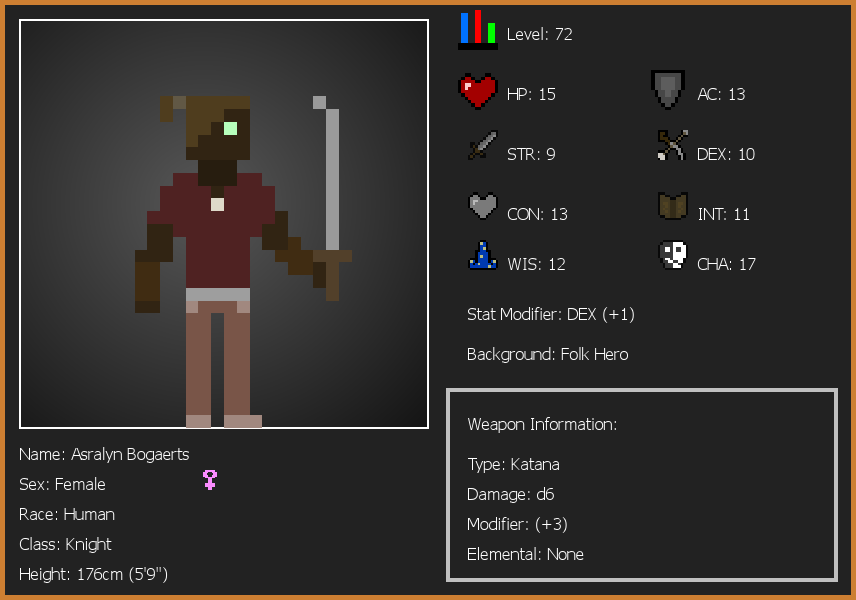 Level: 72
HP: 15
AC: 13
STR: 9
DEX: 10
CON: 13
INT: 11
WIS: 12
CHA: 17
Stat Modifier: DEX (+1)
Background: Folk Hero
Weapon Information:
Type: Katana
Damage: d6
Modifier: (+3)
Elemental: None
Name: Asralyn Bogaerts
Sex: Female
Race: Human
Class: Knight
Height: 176cm (5'9")